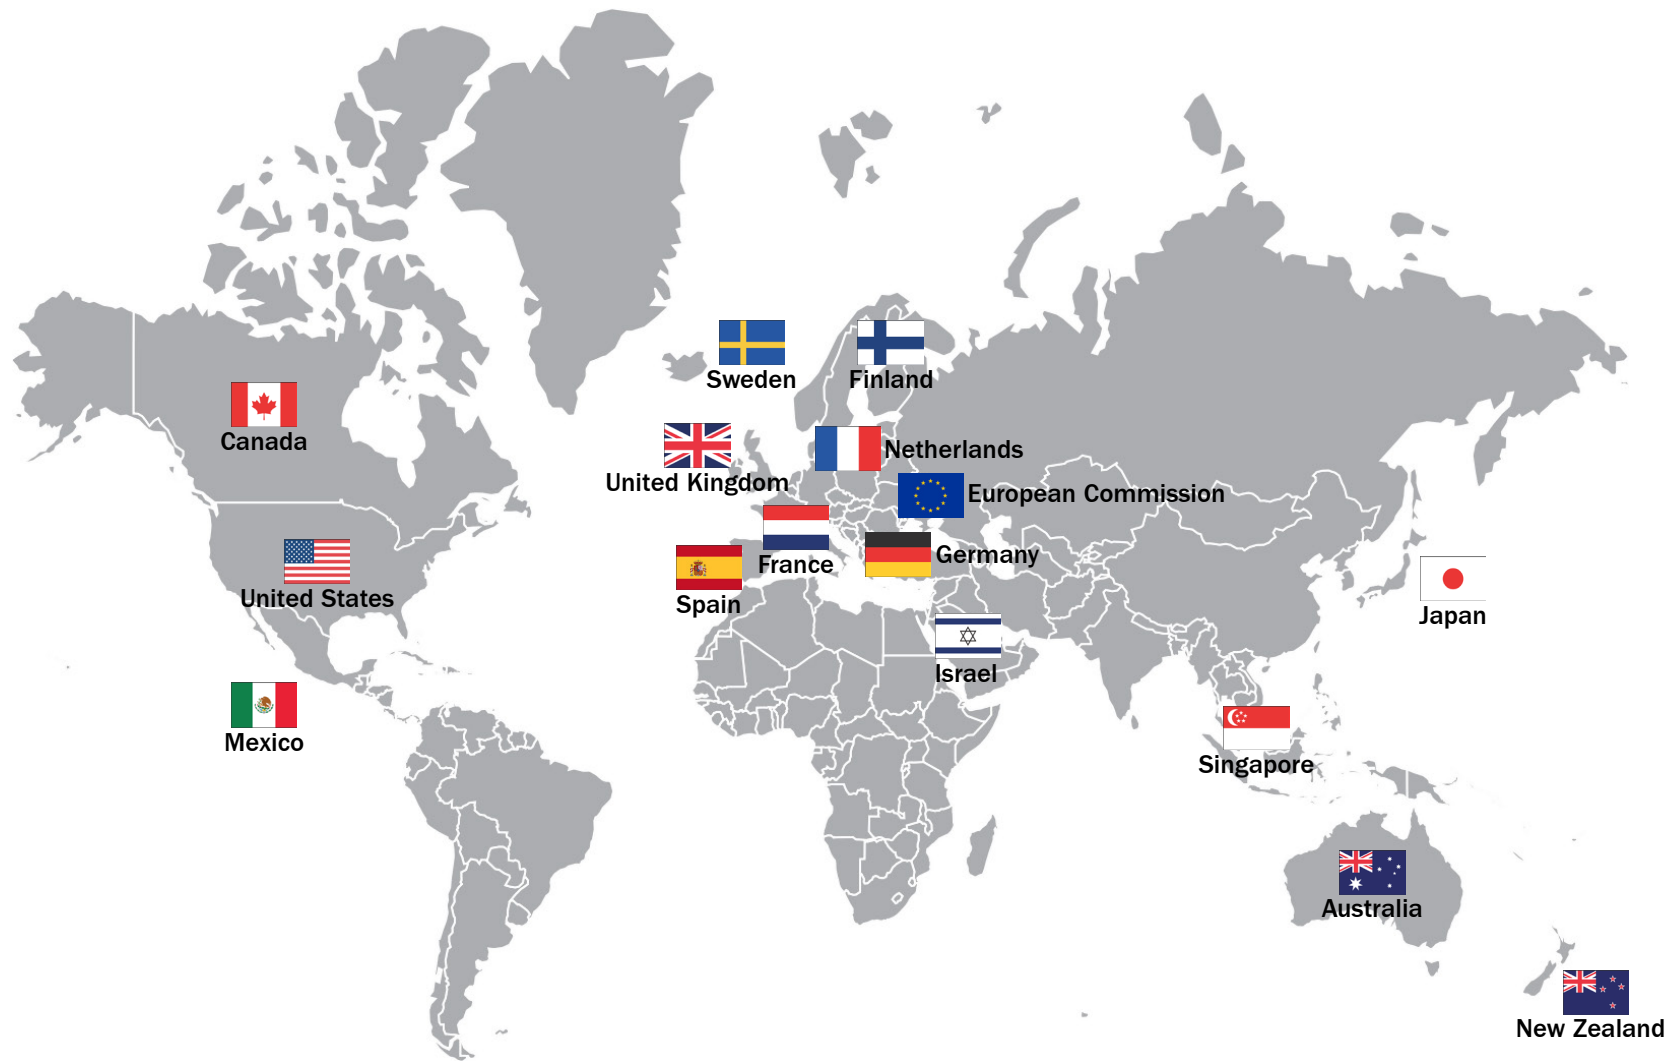 Sweden
Finland
Canada
Netherlands
United Kingdom
European Commission
Germany
France
United States
Spain
Japan
Israel
Mexico
Singapore
Australia
New Zealand